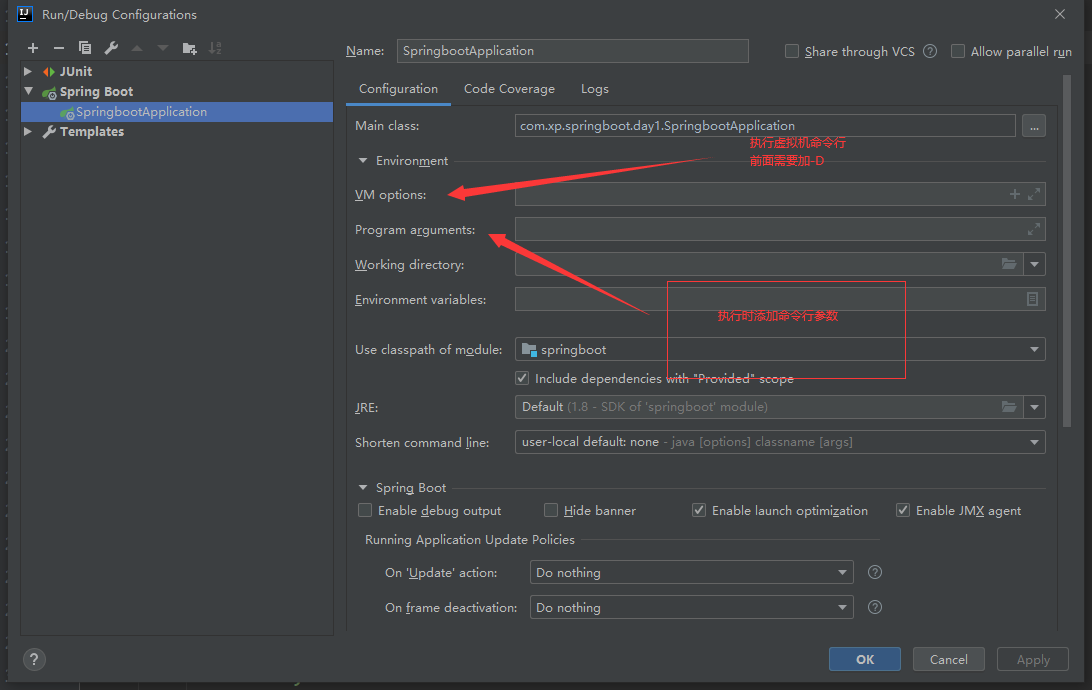 Run/Debug Configurations
JUnit
Spring Boot
SpringbootApplication
Templates
Name: SpringbootApplication
Share through VCS
Allow parallel run
Configuration
Code Coverage
Logs
Main class: com.xp.springboot.day1.SpringbootApplication ...
执行虚拟机命令行
前面需要加-D
Environment
VM options:
Program arguments:
Working directory:
Environment variables:
执行时添加命令行参数
Use classpath of module: springboot
Include dependencies with "Provided" scope
JRE: Default (1.8 - SDK of 'springboot' module)
Shorten command line: user-local default: none - java [options] classname [args]
Spring Boot
Enable debug output
Hide banner
Enable launch optimization
Enable JMX agent
Running Application Update Policies
On 'Update' action: Do nothing
On frame deactivation: Do nothing
OK
Cancel
Apply